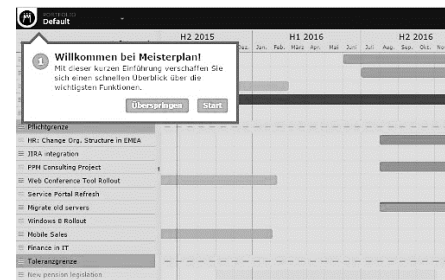 PORTFOLIO
Default
H2 2015
H1 2016
H2 2016
Dez. Jan. Feb. März Apr. Mai Juni Juli Aug. Sep. Okt. Nov
1
Willkommen bei Meisterplan!
Mit dieser kurzen Einführung verschaffen Sie
sich einen schnellen Überblick über die
wichtigsten Funktionen.
Überspringen
Start
Pflichtgrenze
HR: Change Org. Structure in EMEA
JIRA integration
PPM Consulting Project
Web Conference Tool Rollout
Service Portal Refresh
Migrate old servers
Windows 8 Rollout
Mobile Sales
Finance in IT
Toleranzgrenze
New pension legislation